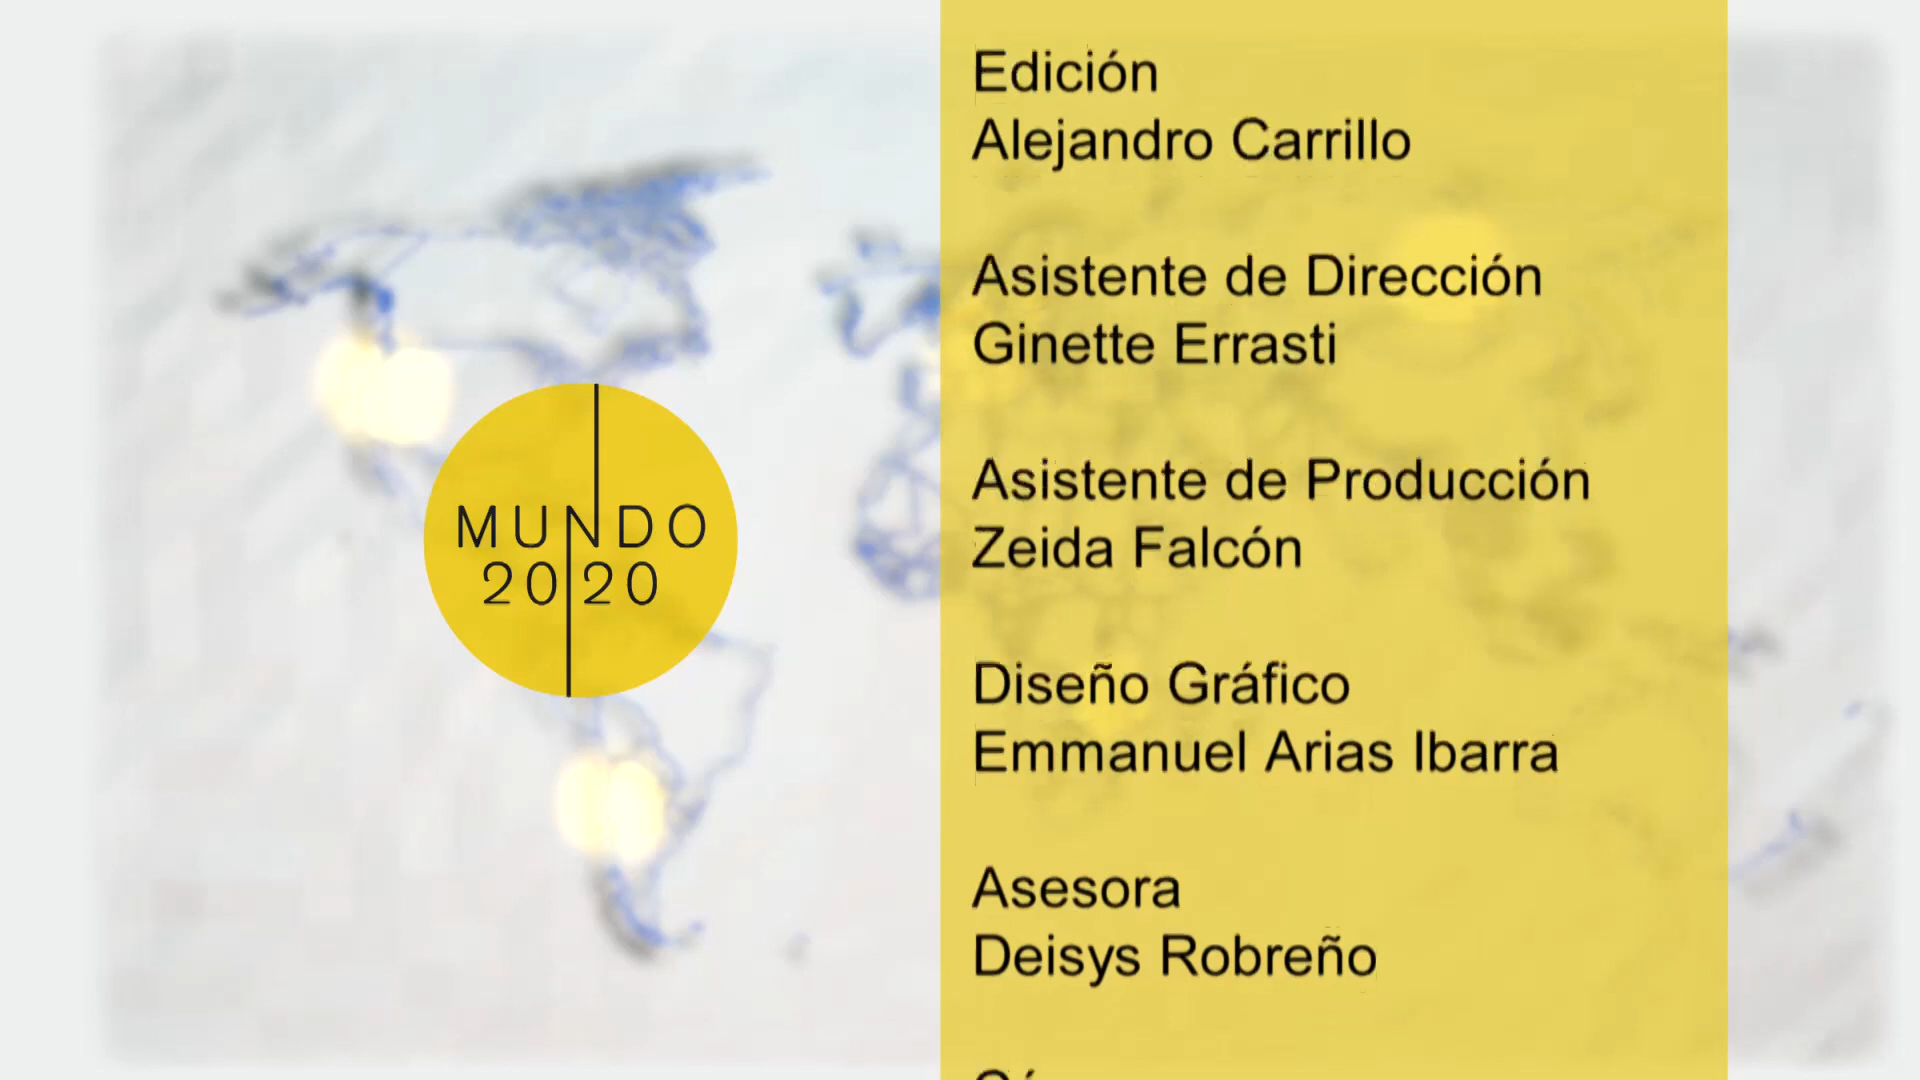 MUNDO
2020
Edición
Alejandro Carrillo
Asistente de Dirección
Ginette Errasti
Asistente de Producción
Zeida Falcón
Diseño Gráfico
Emmanuel Arias Ibarra
Asesora
Deisys Robreño